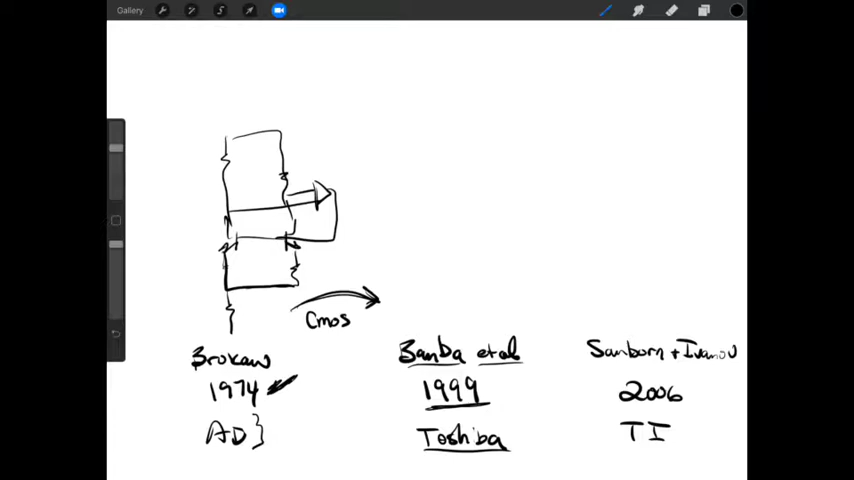 Gallery
Cmos
Brokaw
1974
AD}
Banba et al
1999
Toshiba
Sanborn + Ivanov
2006
TI